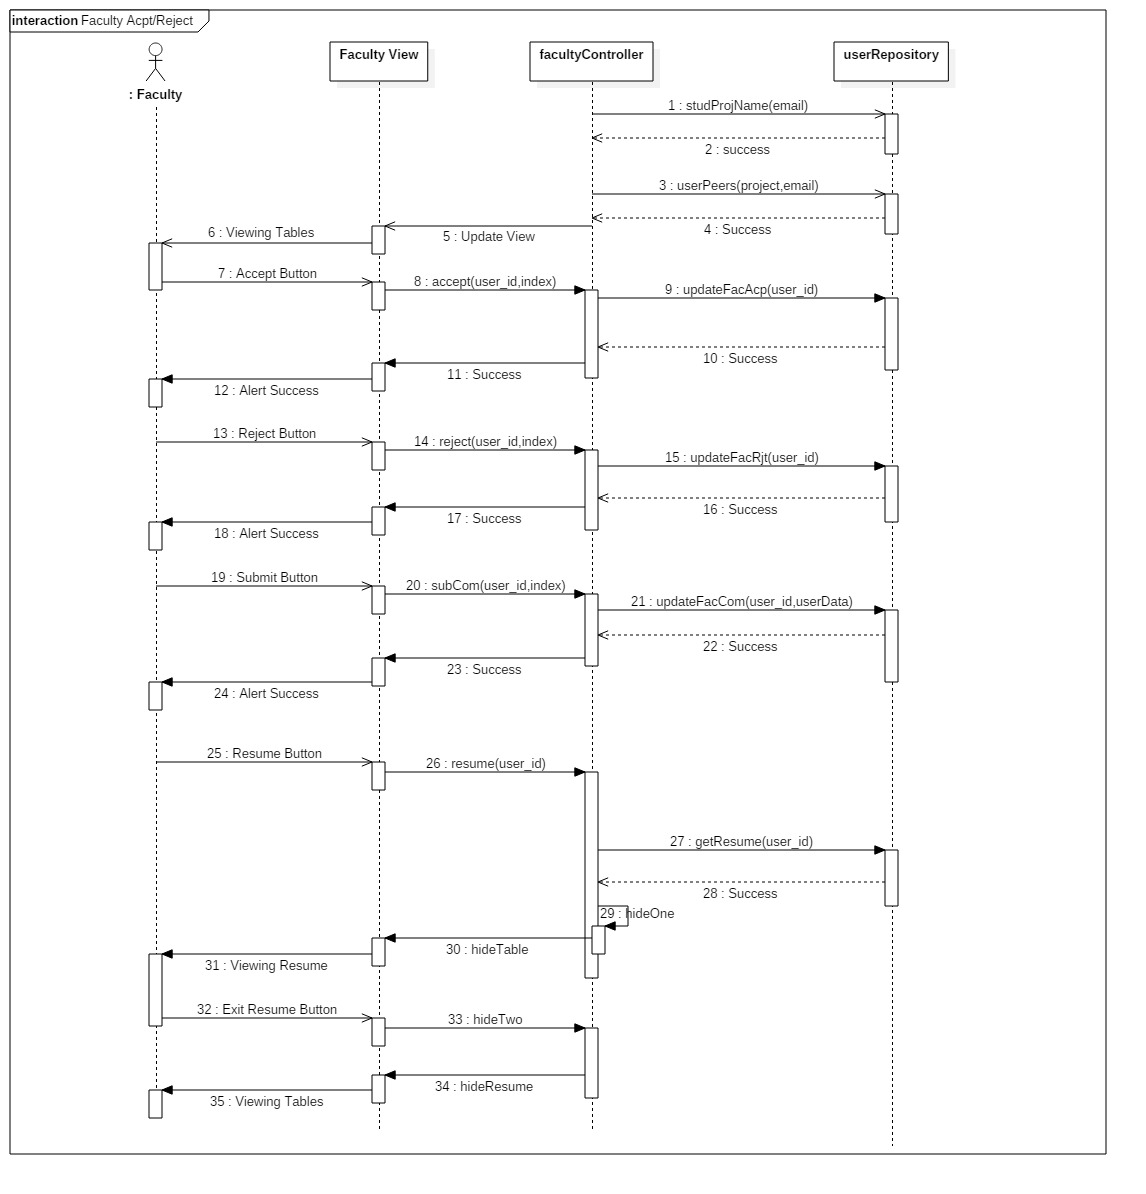 interaction Faculty Acpt/Reject
: Faculty
Faculty View
facultyController
userRepository
1 : studProjName(email)
2 : success
3 : userPeers(project,email)
4 : Success
5 : Update View
6 : Viewing Tables
7 : Accept Button
8 : accept(user_id,index)
9 : updateFacAcp(user_id)
10 : Success
11 : Success
12 : Alert Success
13 : Reject Button
14 : reject(user_id,index)
15 : updateFacRjt(user_id)
16 : Success
17 : Success
18 : Alert Success
19 : Submit Button
20 : subCom(user_id,index)
21 : updateFacCom(user_id,userData)
22 : Success
23 : Success
24 : Alert Success
25 : Resume Button
26 : resume(user_id)
27 : getResume(user_id)
28 : Success
29 : hideOne
30 : hideTable
31 : Viewing Resume
32 : Exit Resume Button
33 : hideTwo
34 : hideResume
35 : Viewing Tables